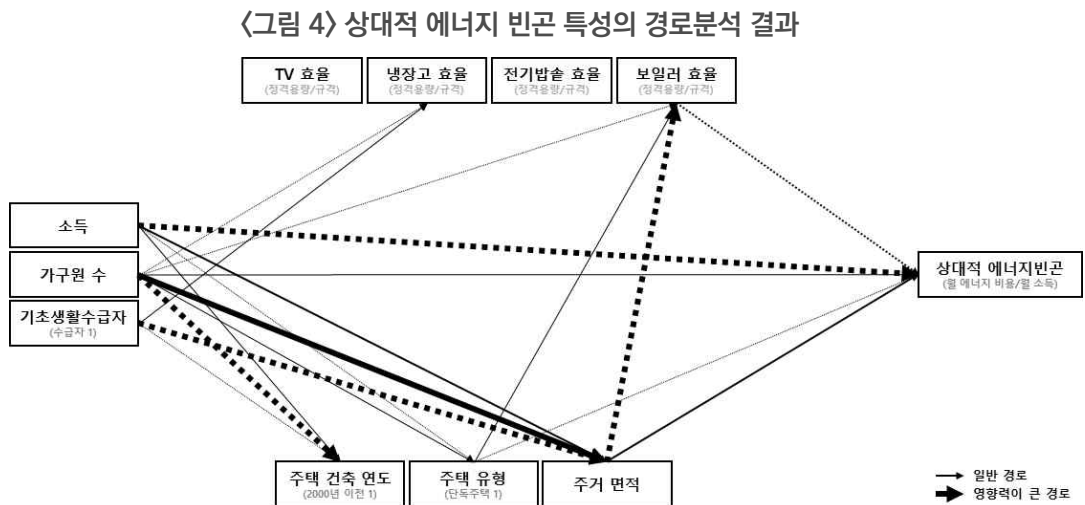 〈그림 4〉 상대적 에너지 빈곤 특성의 경로분석 결과
TV 효율
(정격용량/규격)
냉장고 효율
(정격용량/규격)
전기밥솥 효율
(정격용량/규격)
보일러 효율
(정격용량/규격)
소득
가구원 수
기초생활수급자
(수급자 1)
상대적 에너지빈곤
(월 에너지 비용/월 소득)
주택 건축 연도
(2000년 이전 1)
주택 유형
(단독주택 1)
주거 면적
일반 경로
영향력이 큰 경로